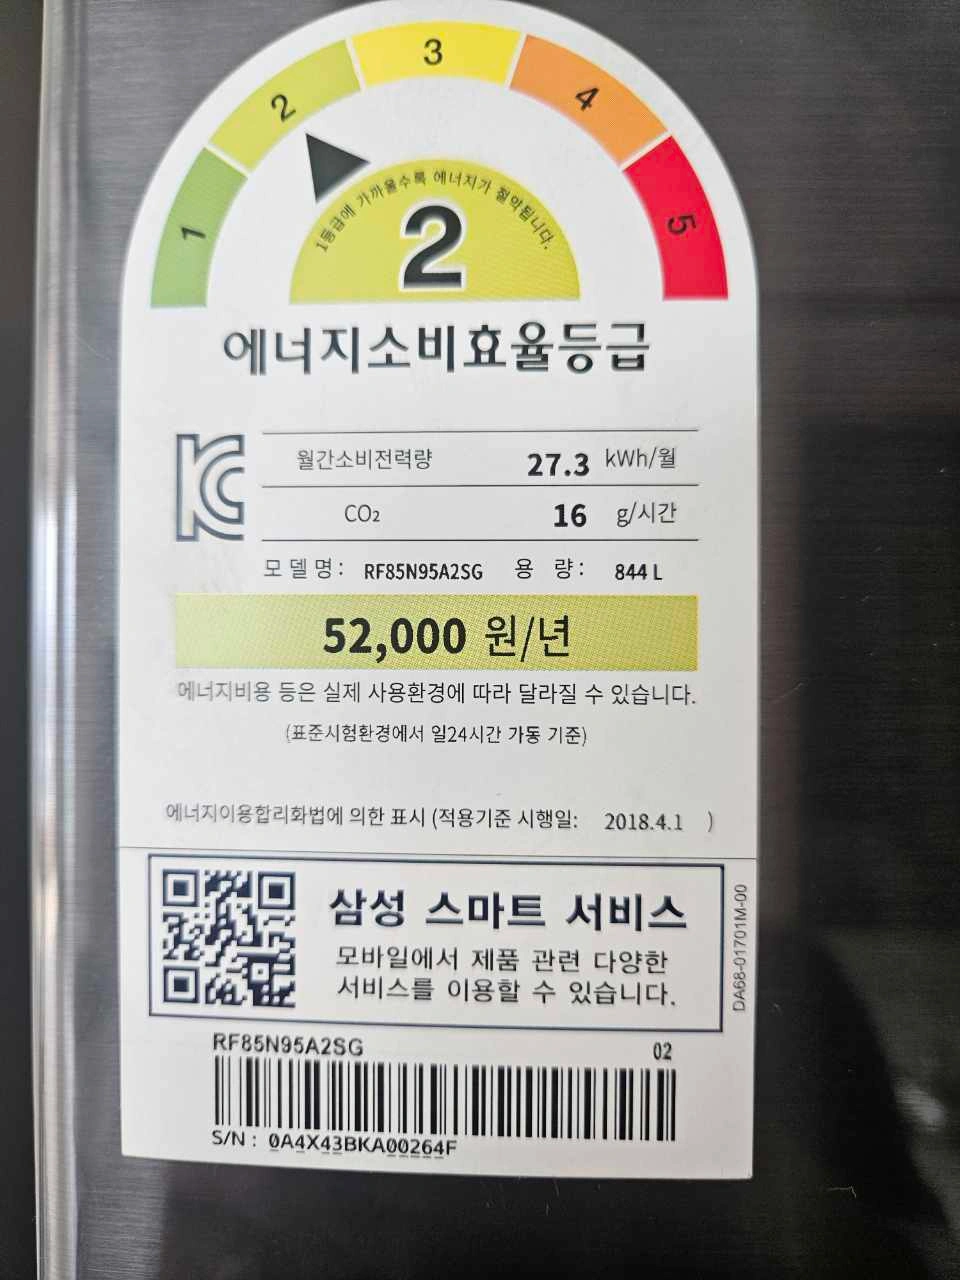 1
2
3
4
5
1등급에 가까울수록 에너지가 절약됩니다.
2
에너지소비효율등급
월간소비전력량 27.3 kWh/월
CO₂ 16 g/시간
모델명: RF85N95A2SG 용 량: 844 L
52,000 원/년
에너지비용 등은 실제 사용환경에 따라 달라질 수 있습니다.
(표준시험환경에서 일24시간 가동 기준)
에너지이용합리화법에 의한 표시 (적용기준 시행일: 2018.4.1 )
삼성 스마트 서비스
모바일에서 제품 관련 다양한
서비스를 이용할 수 있습니다.
DA68-01701M-00
RF85N95A2SG 02
S/N : 0A4X43BKA00264F